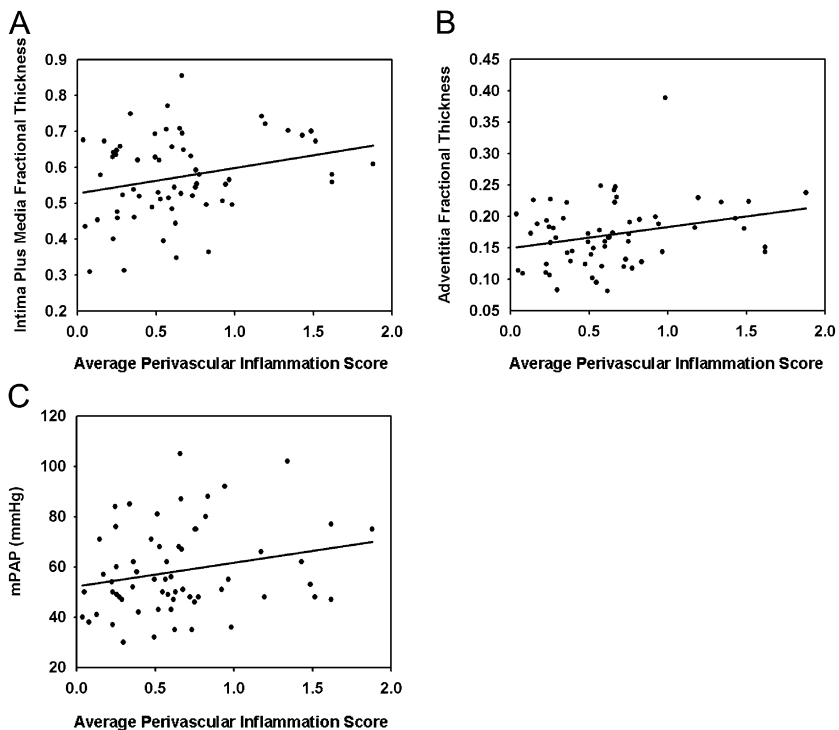 A
Intima Plus Media Fractional Thickness
0.9
0.8
0.7
0.6
0.5
0.4
0.3
0.2
0.0 0.5 1.0 1.5 2.0
Average Perivascular Inflammation Score
B
Adventitia Fractional Thickness
0.45
0.40
0.35
0.30
0.25
0.20
0.15
0.10
0.05
0.0 0.5 1.0 1.5 2.0
Average Perivascular Inflammation Score
C
mPAP (mmHg)
120
100
80
60
40
20
0.0 0.5 1.0 1.5 2.0
Average Perivascular Inflammation Score